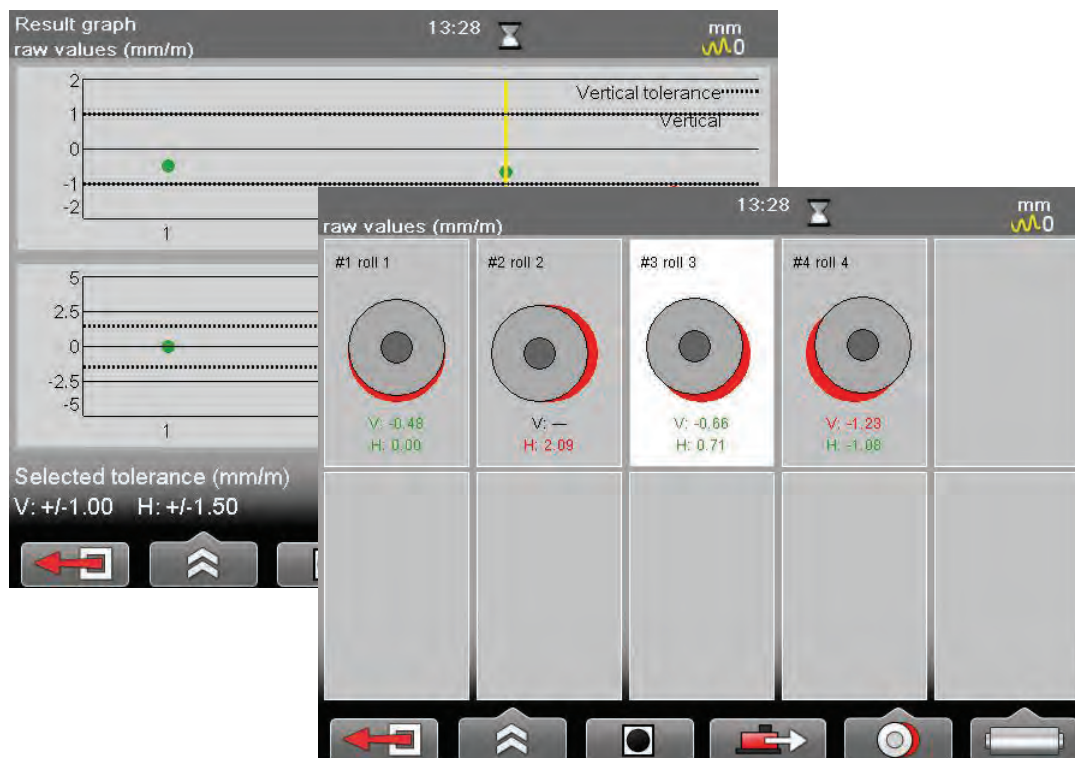 Result graph
raw values (mm/m)
13:28
mm
0
2
1
0
-1
-2
Vertical tolerance
Vertical
1
5
2.5
0
-2.5
-5
1
Selected tolerance (mm/m)
V: +/-1.00 H: +/-1.50
raw values (mm/m)
13:28
mm
0
#1 roll 1
V: -0.48
H: 0.00
#2 roll 2
V: —
H: 2.09
#3 roll 3
V: -0.66
H: 0.71
#4 roll 4
V: -1.23
H: -1.08